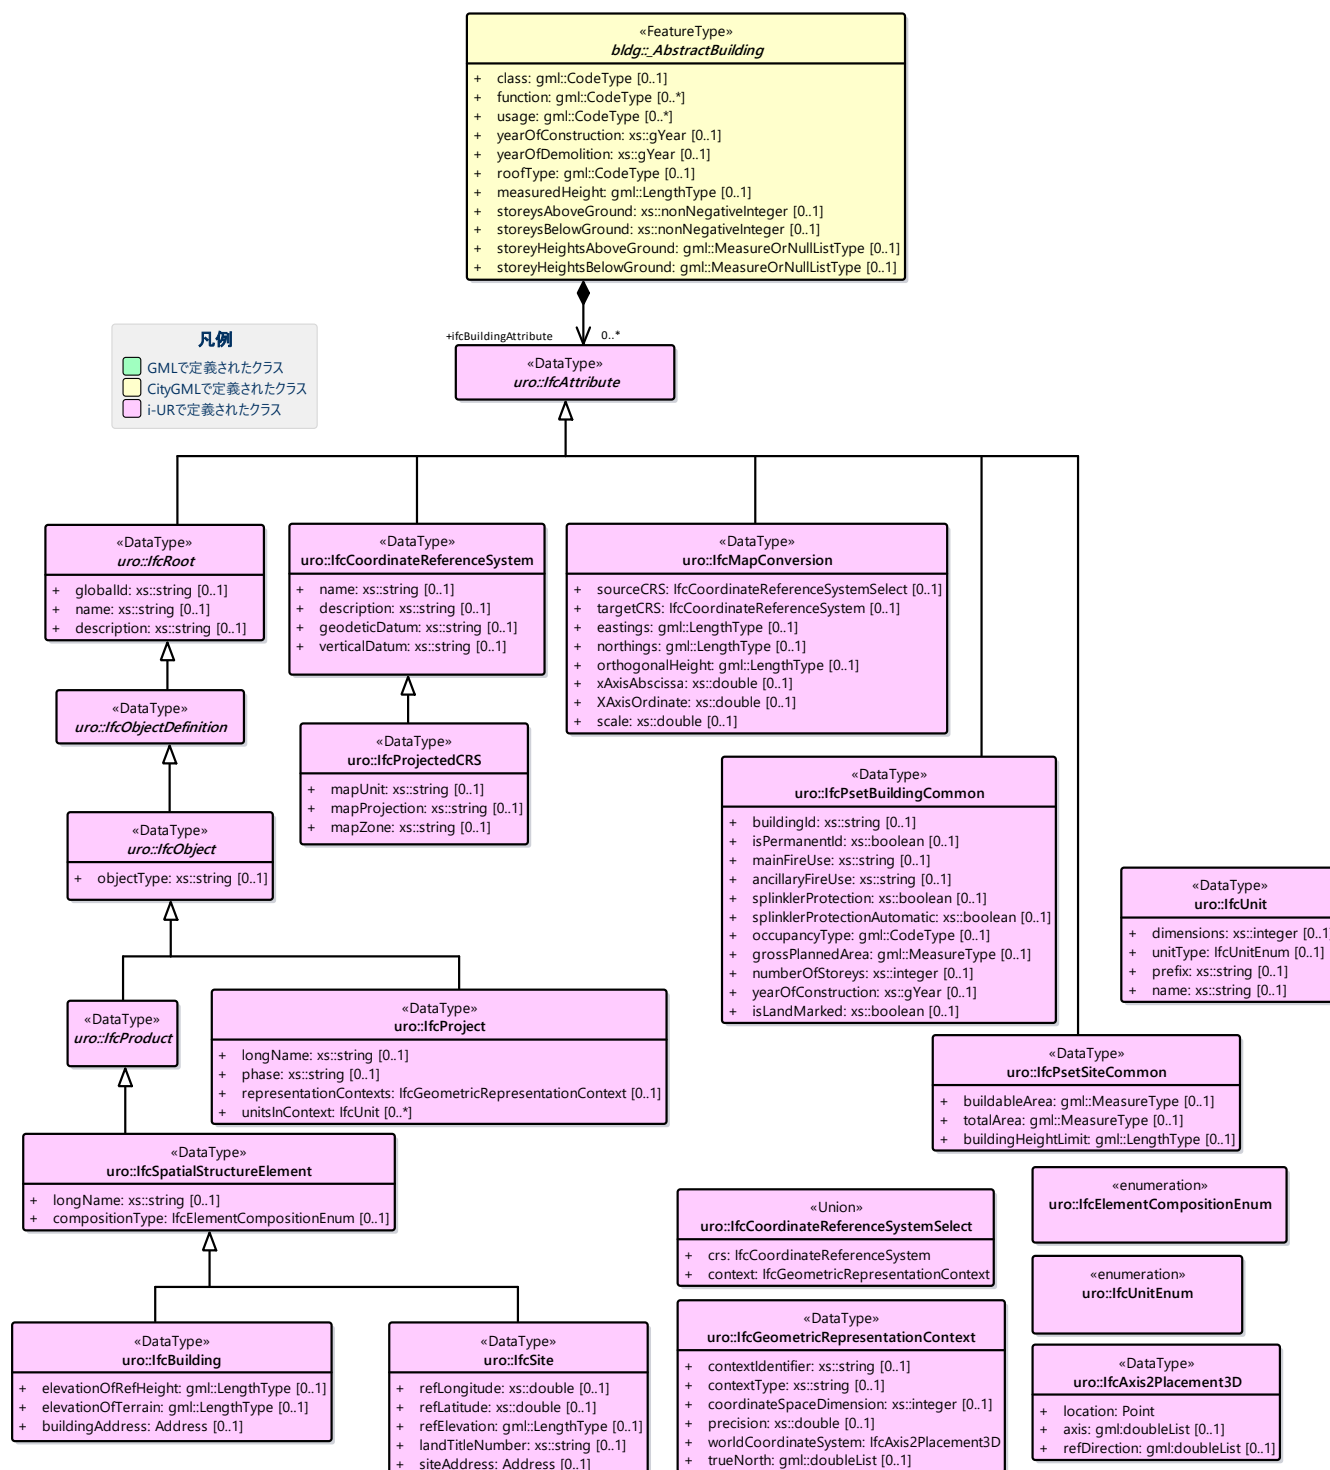 «FeatureType»
bldg::_AbstractBuilding
+ class: gml::CodeType [0..1]
+ function: gml::CodeType [0..*]
+ usage: gml::CodeType [0..*]
+ yearOfConstruction: xs::gYear [0..1]
+ yearOfDemolition: xs::gYear [0..1]
+ roofType: gml::CodeType [0..1]
+ measuredHeight: gml::LengthType [0..1]
+ storeysAboveGround: xs::nonNegativeInteger [0..1]
+ storeysBelowGround: xs::nonNegativeInteger [0..1]
+ storeyHeightsAboveGround: gml::MeasureOrNullListType [0..1]
+ storeyHeightsBelowGround: gml::MeasureOrNullListType [0..1]
+ifcBuildingAttribute 0..*
凡例
GMLで定義されたクラス
CityGMLで定義されたクラス
i-URで定義されたクラス
«DataType»
uro::IfcAttribute
«DataType»
uro::IfcRoot
+ globalId: xs::string [0..1]
+ name: xs::string [0..1]
+ description: xs::string [0..1]
«DataType»
uro::IfcCoordinateReferenceSystem
+ name: xs::string [0..1]
+ description: xs::string [0..1]
+ geodeticDatum: xs::string [0..1]
+ verticalDatum: xs::string [0..1]
«DataType»
uro::IfcMapConversion
+ sourceCRS: IfcCoordinateReferenceSystemSelect [0..1]
+ targetCRS: IfcCoordinateReferenceSystem [0..1]
+ eastings: gml::LengthType [0..1]
+ northings: gml::LengthType [0..1]
+ orthogonalHeight: gml::LengthType [0..1]
+ xAxisAbscissa: xs::double [0..1]
+ XAxisOrdinate: xs::double [0..1]
+ scale: xs::double [0..1]
«DataType»
uro::IfcObjectDefinition
«DataType»
uro::IfcProjectedCRS
+ mapUnit: xs::string [0..1]
+ mapProjection: xs::string [0..1]
+ mapZone: xs::string [0..1]
«DataType»
uro::IfcPsetBuildingCommon
+ buildingId: xs::string [0..1]
+ isPermanentId: xs::boolean [0..1]
+ mainFireUse: xs::string [0..1]
+ ancillaryFireUse: xs::string [0..1]
+ splinklerProtection: xs::boolean [0..1]
+ splinklerProtectionAutomatic: xs::boolean [0..1]
+ occupancyType: gml::CodeType [0..1]
+ grossPlannedArea: gml::MeasureType [0..1]
+ numberOfStoreys: xs::integer [0..1]
+ yearOfConstruction: xs::gYear [0..1]
+ isLandMarked: xs::boolean [0..1]
«DataType»
uro::IfcObject
+ objectType: xs::string [0..1]
«DataType»
uro::IfcUnit
+ dimensions: xs::integer [0..1
+ unitType: IfcUnitEnum [0..1]
+ prefix: xs::string [0..1]
+ name: xs::string [0..1]
«DataType»
uro::IfcProduct
«DataType»
uro::IfcProject
+ longName: xs::string [0..1]
+ phase: xs::string [0..1]
+ representationContexts: IfcGeometricRepresentationContext [0..1]
+ unitsInContext: IfcUnit [0..*]
«DataType»
uro::IfcPsetSiteCommon
+ buildableArea: gml::MeasureType [0..1]
+ totalArea: gml::MeasureType [0..1]
+ buildingHeightLimit: gml::LengthType [0..1]
«DataType»
uro::IfcSpatialStructureElement
+ longName: xs::string [0..1]
+ compositionType: IfcElementCompositionEnum [0..1]
«Union»
uro::IfcCoordinateReferenceSystemSelect
+ crs: IfcCoordinateReferenceSystem
+ context: IfcGeometricRepresentationContext
«enumeration»
uro::IfcElementCompositionEnum
«enumeration»
uro::IfcUnitEnum
«DataType»
uro::IfcBuilding
+ elevationOfRefHeight: gml::LengthType [0..1]
+ elevationOfTerrain: gml::LengthType [0..1]
+ buildingAddress: Address [0..1]
«DataType»
uro::IfcSite
+ refLongitude: xs::double [0..1]
+ refLatitude: xs::double [0..1]
+ refElevation: gml::LengthType [0..1]
+ landTitleNumber: xs::string [0..1]
+ siteAddress: Address [0..1]
«DataType»
uro::IfcGeometricRepresentationContext
+ contextIdentifier: xs::string [0..1]
+ contextType: xs::string [0..1]
+ coordinateSpaceDimension: xs::integer [0..1]
+ precision: xs::double [0..1]
+ worldCoordinateSystem: IfcAxis2Placement3D
+ trueNorth: gml::doubleList [0..1]
«DataType»
uro::IfcAxis2Placement3D
+ location: Point
+ axis: gml:doubleList [0..1]
+ refDirection: gml:doubleList [0..1]